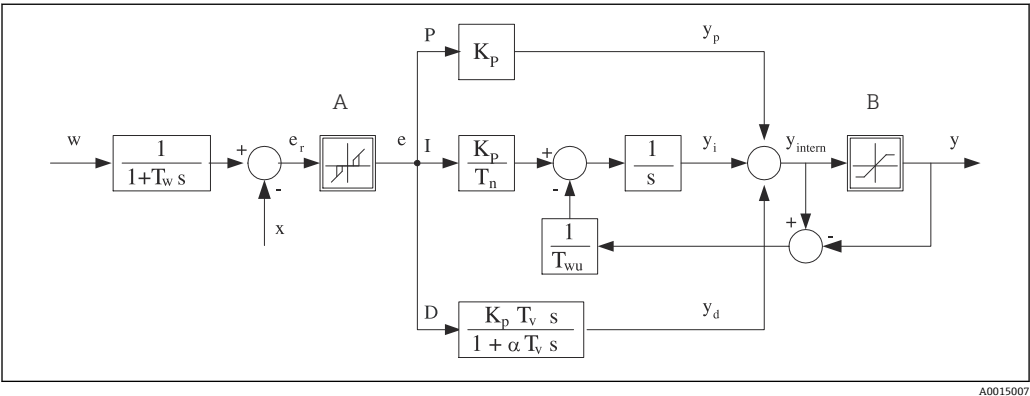 P
K_P
y_p
A
B
w
1
1+T_w s
+
e_r
-
x
e
I
K_P
T_n
+
-
1
s
y_i
y_intern
y
1
T_wu
+
-
D
K_p T_v s
1 + α T_v s
y_d
A0015007